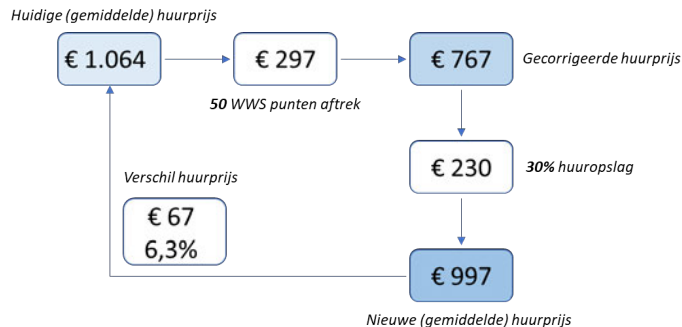 Huidige (gemiddelde) huurprijs
€ 1.064
€ 297
€ 767
Gecorrigeerde huurprijs
50 WWS punten aftrek
€ 230
30% huuropslag
Verschil huurprijs
€ 67
6,3%
€ 997
Nieuwe (gemiddelde) huurprijs